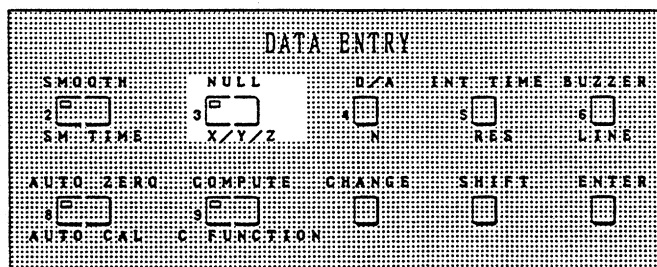 DATA ENTRY
SMOOTH NULL D/A INT TIME BUZZER
2 3 4 5 6
SM TIME X/Y/Z N RES LINE
AUTO ZERO COMPUTE CHANGE SHIFT ENTER
8 9
AUTO CAL C FUNCTION